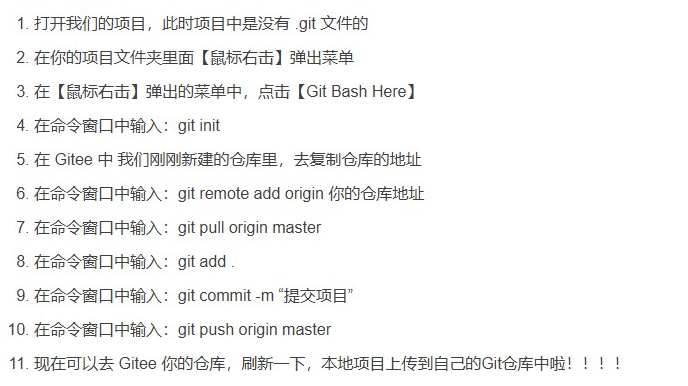 1. 打开我们的项目，此时项目中是没有 .git 文件的
2. 在你的项目文件夹里面【鼠标右击】弹出菜单
3. 在【鼠标右击】弹出的菜单中，点击【Git Bash Here】
4. 在命令窗口中输入：git init
5. 在 Gitee 中 我们刚刚新建的仓库里，去复制仓库的地址
6. 在命令窗口中输入：git remote add origin 你的仓库地址
7. 在命令窗口中输入：git pull origin master
8. 在命令窗口中输入：git add .
9. 在命令窗口中输入：git commit -m “提交项目”
10. 在命令窗口中输入：git push origin master
11. 现在可以去 Gitee 你的仓库，刷新一下，本地项目上传到自己的Git仓库中啦！！！！